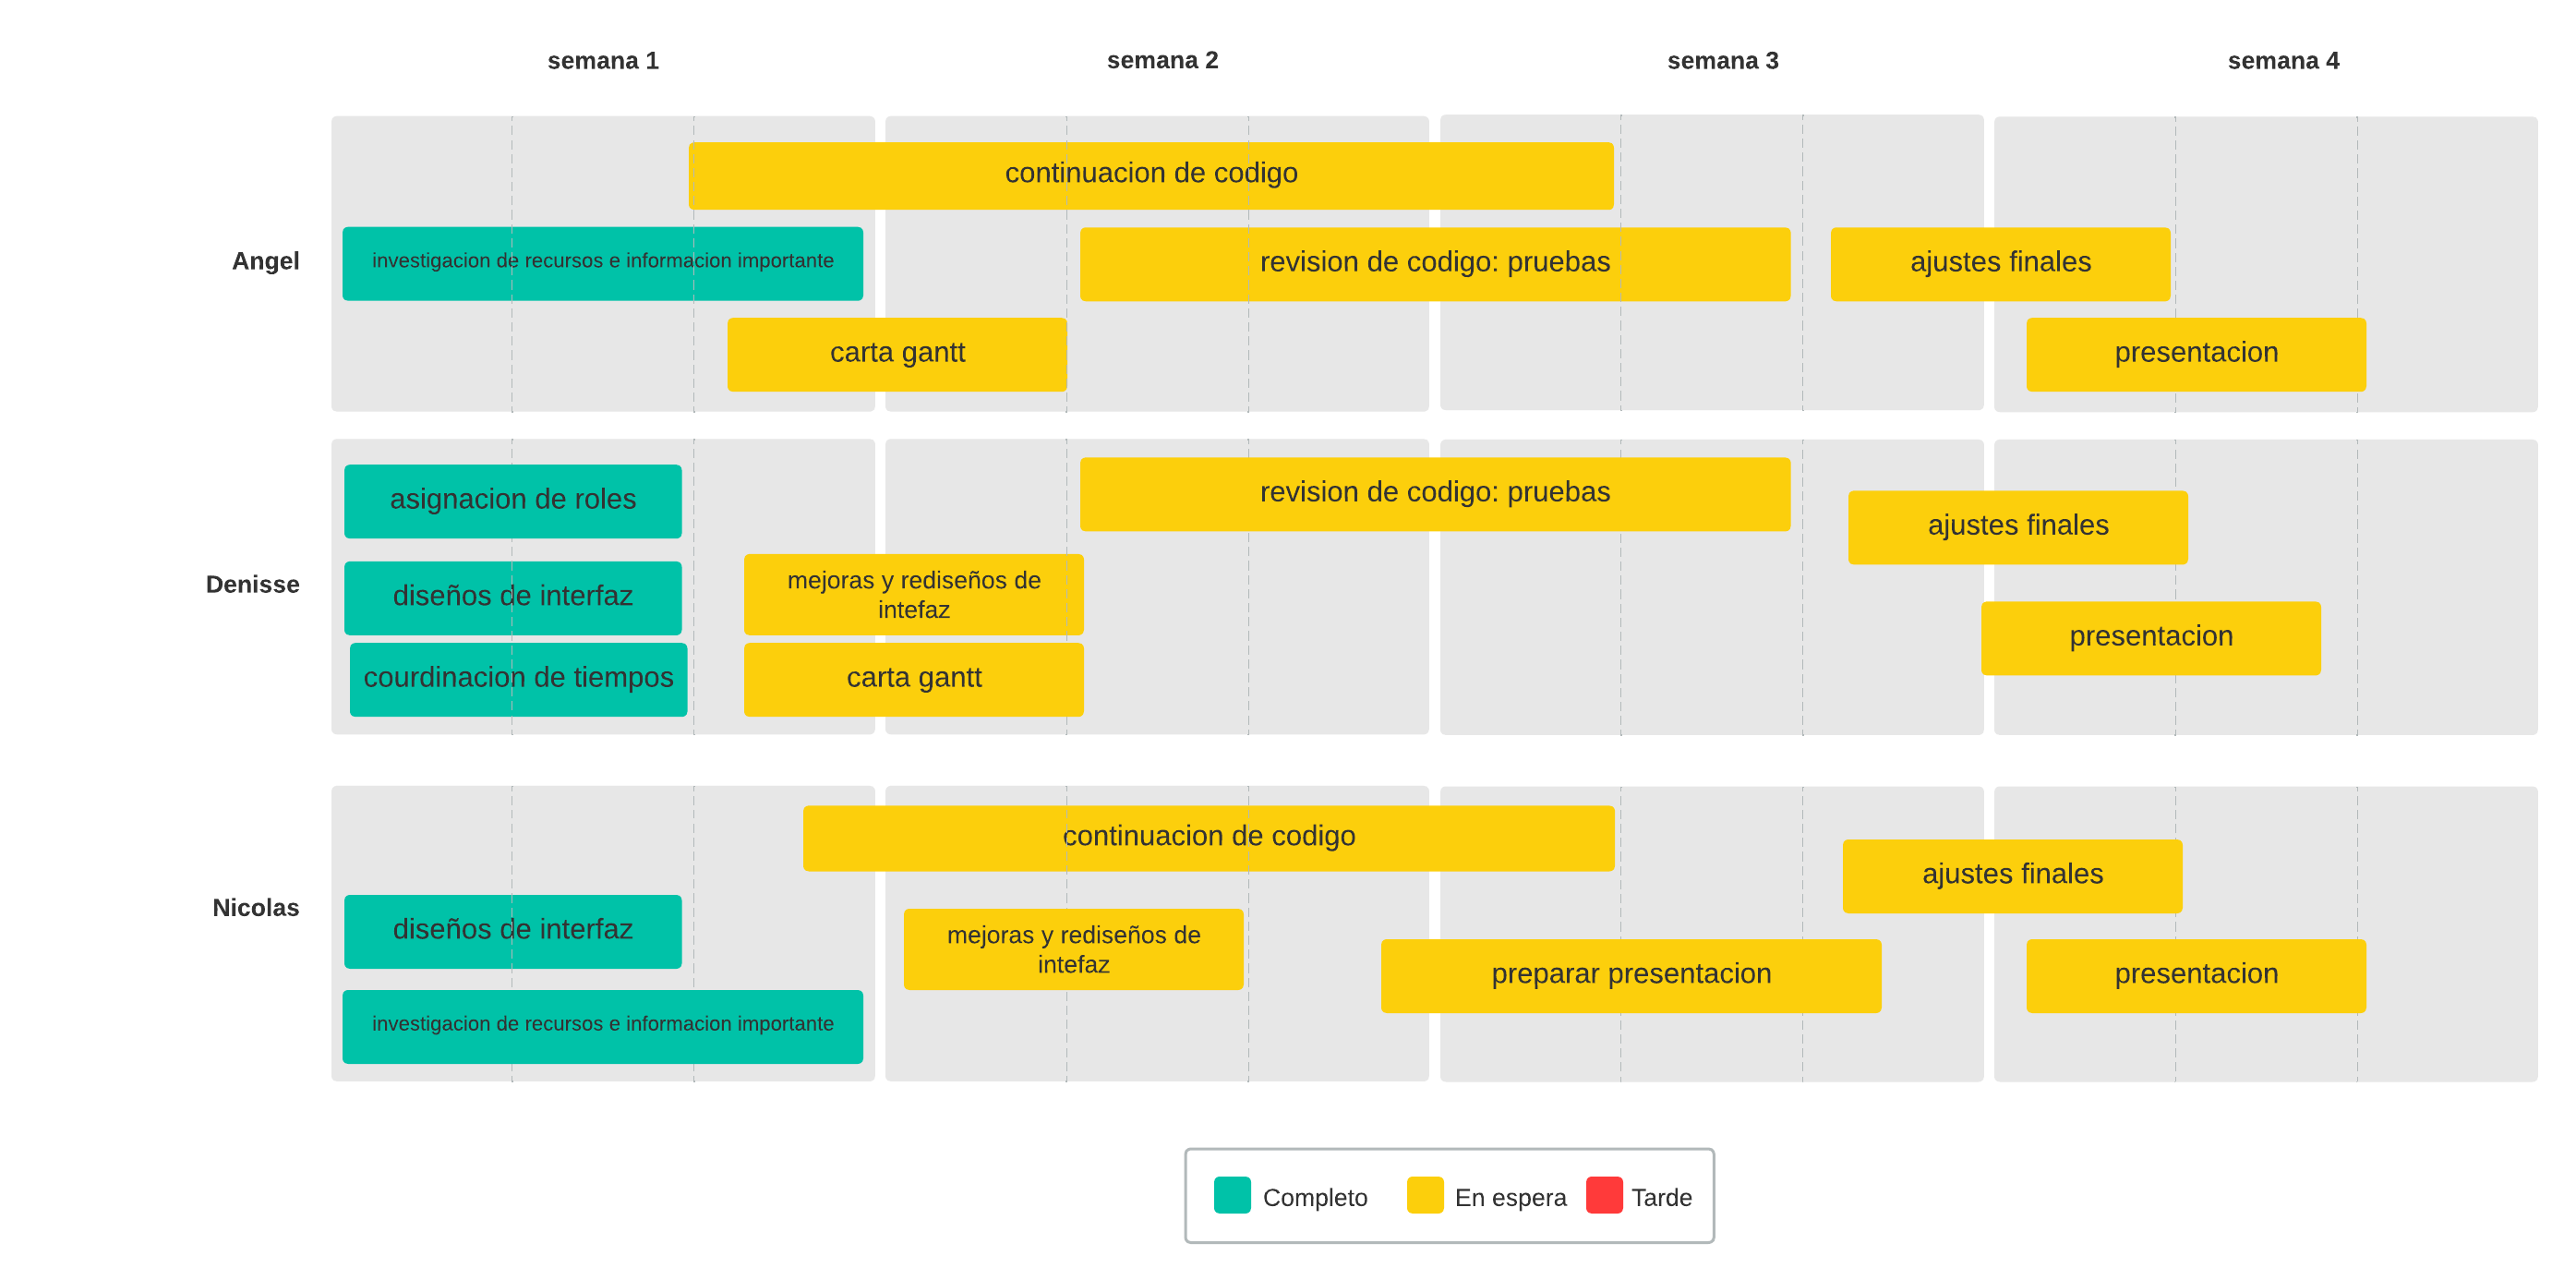 semana 1
semana 2
semana 3
semana 4
Angel
continuacion de codigo
investigacion de recursos e informacion importante
revision de codigo: pruebas
ajustes finales
carta gantt
presentacion
Denisse
asignacion de roles
revision de codigo: pruebas
ajustes finales
diseños de interfaz
mejoras y rediseños de
intefaz
presentacion
courdinacion de tiempos
carta gantt
Nicolas
continuacion de codigo
ajustes finales
diseños de interfaz
mejoras y rediseños de
intefaz
preparar presentacion
presentacion
investigacion de recursos e informacion importante
Completo
En espera
Tarde